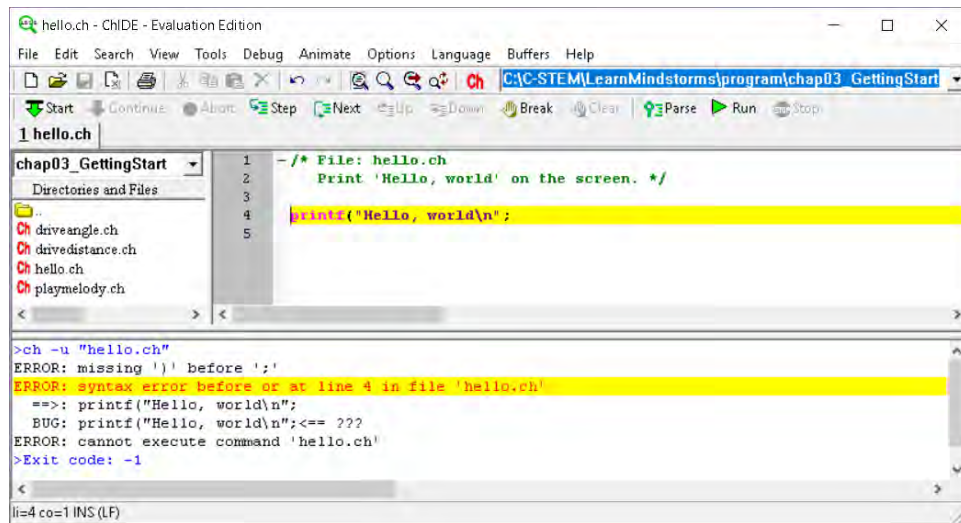 hello.ch - ChIDE - Evaluation Edition
File Edit Search View Tools Debug Animate Options Language Buffers Help
Ch C:\C-STEM\LearnMindstorms\program\chap03_GettingStart
Start Continue Abort Step Next Up Down Break Clear Parse Run Stop
1 hello.ch
chap03_GettingStart
Directories and Files
..
Ch driveangle.ch
Ch drivedistance.ch
Ch hello.ch
Ch playmelody.ch
1 -/* File: hello.ch
2 Print 'Hello, world' on the screen. */
3
4 printf("Hello, world\n";
5
>ch -u "hello.ch"
ERROR: missing ')' before ';'
ERROR: syntax error before or at line 4 in file 'hello.ch'
==>: printf("Hello, world\n";
BUG: printf("Hello, world\n";<== ???
ERROR: cannot execute command 'hello.ch'
>Exit code: -1
li=4 co=1 INS (LF)